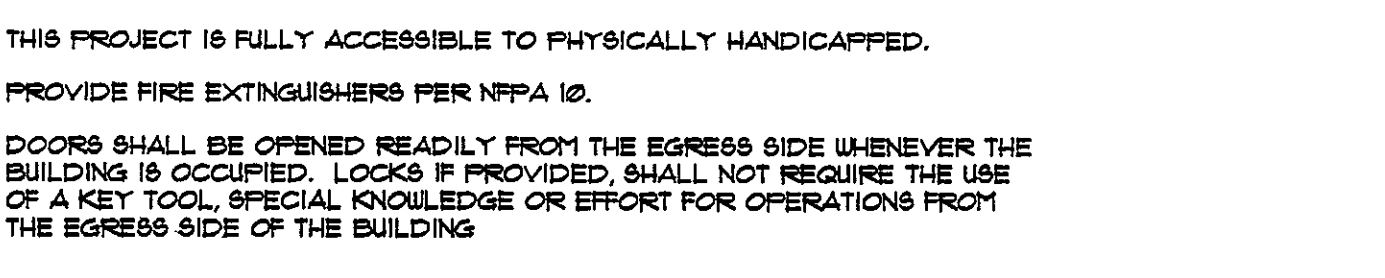 THIS PROJECT IS FULLY ACCESSIBLE TO PHYSICALLY HANDICAPPED.
PROVIDE FIRE EXTINGUISHERS PER NFPA 10.
DOORS SHALL BE OPENED READILY FROM THE EGRESS SIDE WHENEVER THE
BUILDING IS OCCUPIED. LOCKS IF PROVIDED, SHALL NOT REQUIRE THE USE
OF A KEY TOOL, SPECIAL KNOWLEDGE OR EFFORT FOR OPERATIONS FROM
THE EGRESS SIDE OF THE BUILDING